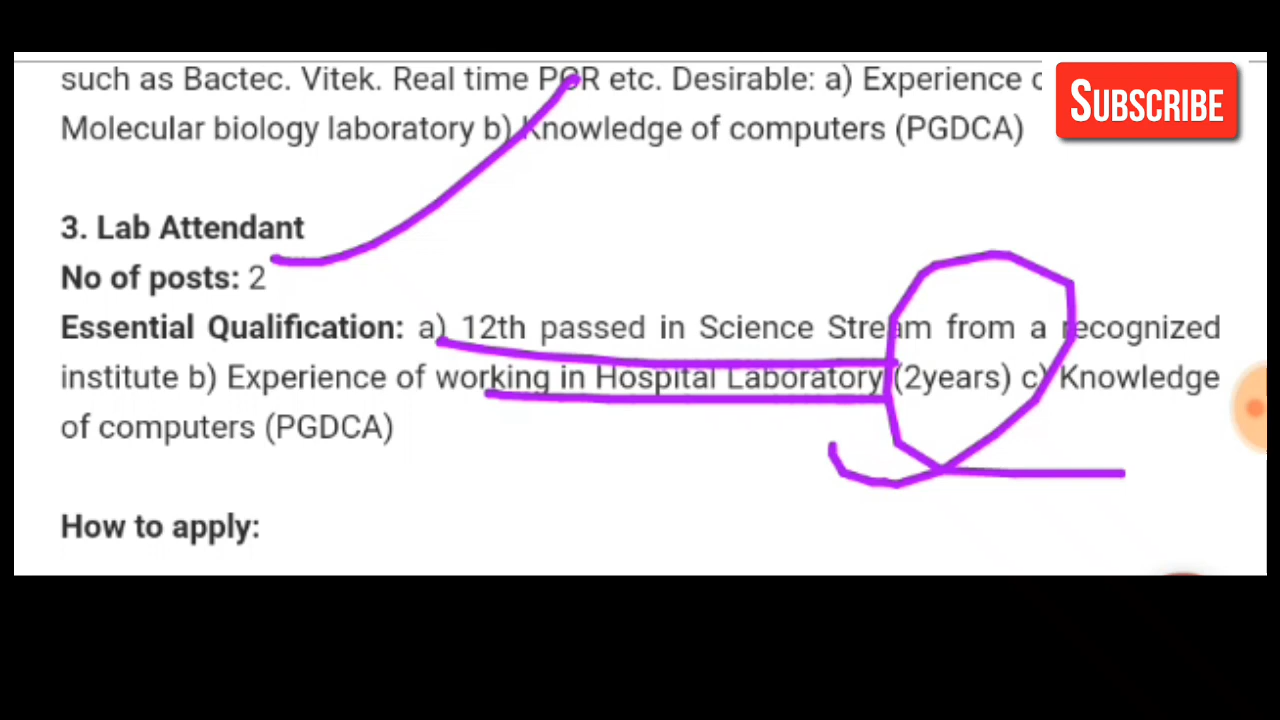 such as Bactec. Vitek. Real time PCR etc. Desirable: a) Experience
SUBSCRIBE
Molecular biology laboratory b) Knowledge of computers (PGDCA)
3. Lab Attendant
No of posts: 2
Essential Qualification: a) 12th passed in Science Stream from a recognized
institute b) Experience of working in Hospital Laboratory (2years) c) Knowledge
of computers (PGDCA)
How to apply: